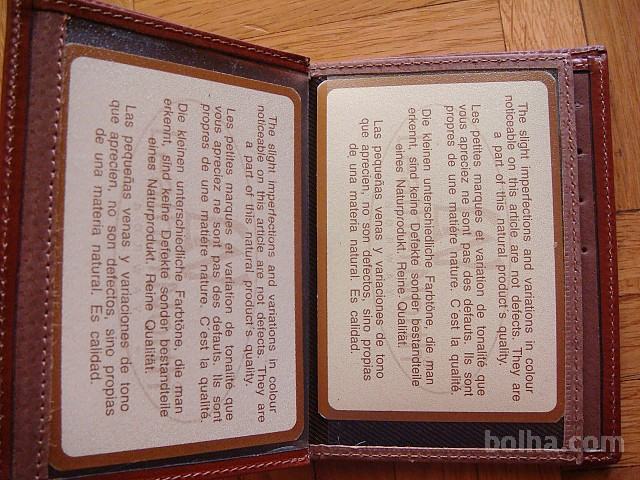 The slight imperfections and variations in colour
noticeable on this article are not defects. They are
a part of this natural product's quality.
Les petites marques et variation de tonalité que
vous apreciez ne sont pas des defauts. Ils sont
propres de une matiére nature. C'est la qualité.
Die kleinen unterschiedliche Farbtöne, die man
erkennt, sind keine Defekte sonder bestandteile
eines Naturprodukt. Reine Qualität.
Las pequeñas venas y variaciones de tono
que aprecien, no son defectos, sino propias
de una materia natural. Es calidad.
The slight imperfections and variations in colour
noticeable on this article are not defects. They are
a part of this natural product's quality.
Les petites marques et variation de tonalité que
vous apreciez ne sont pas des defauts. Ils sont
propres de une matiére nature. C'est la qualité.
Die kleinen unterschiedliche Farbtöne, die man
erkennt, sind keine Defekte sonder bestandteile
eines Naturprodukt. Reine Qualität.
Las pequeñas venas y variaciones de tono
que aprecien, no son defectos, sino propias
de una materia natural. Es calidad.
bolha.com